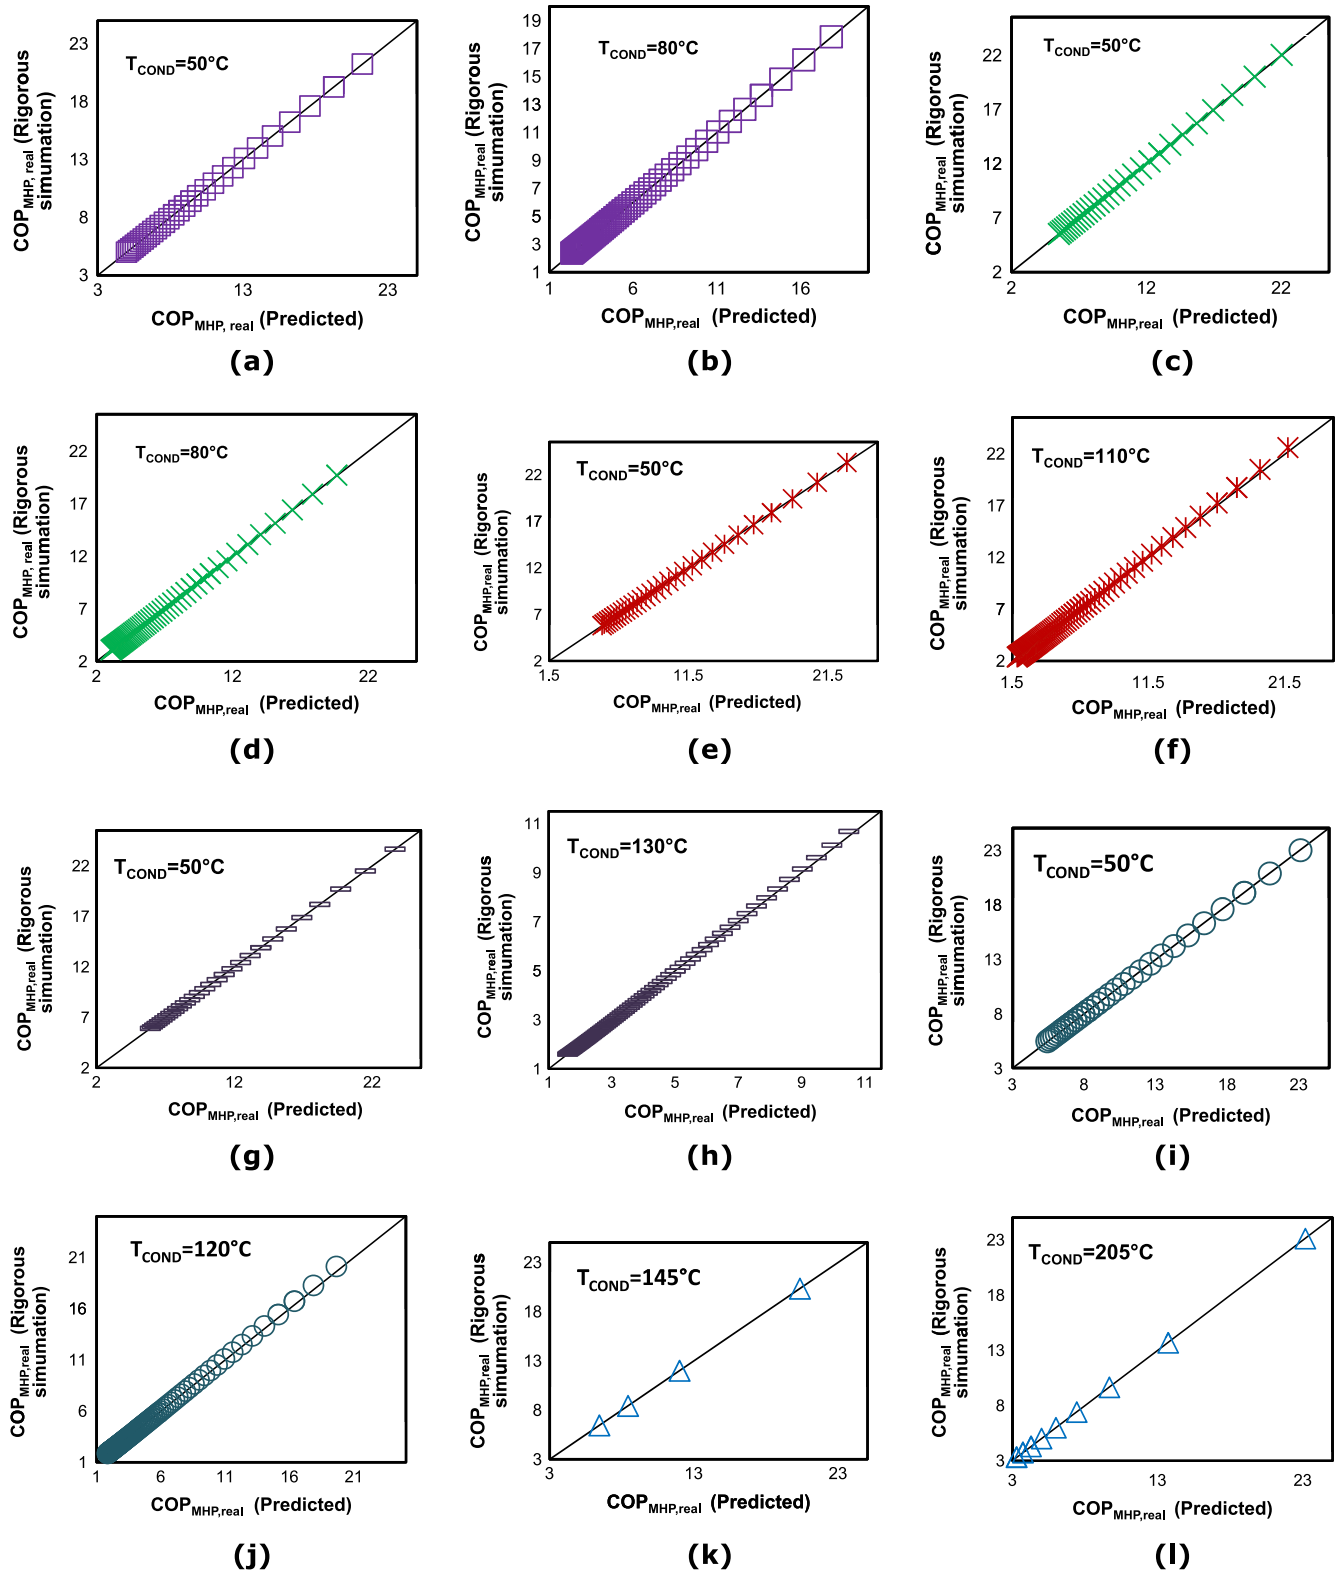 COP_MHP, real (Rigorous
simumation)
T_COND=50°C
23
18
13
8
3
3 13 23
COP_MHP, real (Predicted)
(a)
COP_MHP,real (Rigorous
simumation)
T_COND=80°C
19
17
15
13
11
9
7
5
3
1
1 6 11 16
COP_MHP,real (Predicted)
(b)
COP_MHP,real (Rigorous
simumation)
T_COND=50°C
22
17
12
7
2
2 12 22
COP_MHP,real (Predicted)
(c)
COP_MHP,real (Rigorous
simumation)
T_COND=80°C
22
17
12
7
2
2 12 22
COP_MHP,real (Predicted)
(d)
COP_MHP,real (Rigorous
simumation)
T_COND=50°C
22
17
12
7
2
1.5 11.5 21.5
COP_MHP,real (Predicted)
(e)
COP_MHP,real (Rigorous
simumation)
T_COND=110°C
22
17
12
7
2
1.5 11.5 21.5
COP_MHP,real (Predicted)
(f)
COP_MHP,real (Rigorous
simumation)
T_COND=50°C
22
17
12
7
2
2 12 22
COP_MHP,real (Predicted)
(g)
COP_MHP,real (Rigorous
simumation)
T_COND=130°C
11
9
7
5
3
1
1 3 5 7 9 11
COP_MHP,real (Predicted)
(h)
COP_MHP,real (Rigorous
simumation)
T_COND=50°C
23
18
13
8
3
3 8 13 18 23
COP_MHP,real (Predicted)
(i)
COP_MHP,real (Rigorous
simumation)
T_COND=120°C
21
16
11
6
1
1 6 11 16 21
COP_MHP,real (Predicted)
(j)
COP_MHP,real (Rigorous
simumation)
T_COND=145°C
23
18
13
8
3
3 13 23
COP_MHP,real (Predicted)
(k)
COP_MHP,real (Rigorous
simumation)
T_COND=205°C
23
18
13
8
3
3 13 23
COP_MHP,real (Predicted)
(l)